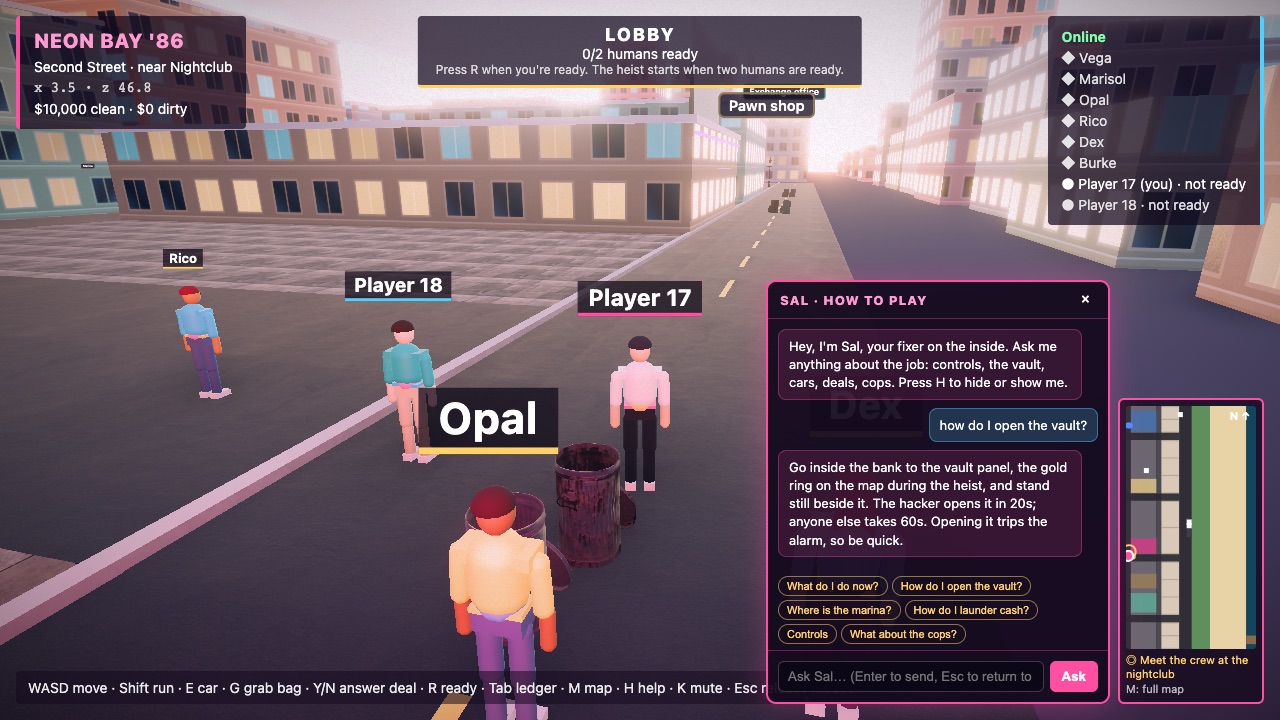 NEON BAY '86
Second Street · near Nightclub
x 3.5 · z 46.8
$10,000 clean · $0 dirty
LOBBY
0/2 humans ready
Press R when you're ready. The heist starts when two humans are ready.
Exchange office
Pawn shop
Online
◆ Vega
◆ Marisol
◆ Opal
◆ Rico
◆ Dex
◆ Burke
● Player 17 (you) · not ready
● Player 18 · not ready
Rico
Player 18
Player 17
Opal
Dex
SAL · HOW TO PLAY
×
Hey, I'm Sal, your fixer on the inside. Ask me
anything about the job: controls, the vault,
cars, deals, cops. Press H to hide or show me.
how do I open the vault?
Go inside the bank to the vault panel, the gold
ring on the map during the heist, and stand
still beside it. The hacker opens it in 20s;
anyone else takes 60s. Opening it trips the
alarm, so be quick.
What do I do now?
How do I open the vault?
Where is the marina?
How do I launder cash?
Controls
What about the cops?
Ask Sal... (Enter to send, Esc to return to
Ask
N ↑
◎ Meet the crew at the
nightclub
M: full map
WASD move · Shift run · E car · G grab bag · Y/N answer deal · R ready · Tab ledger · M map · H help · K mute · Esc